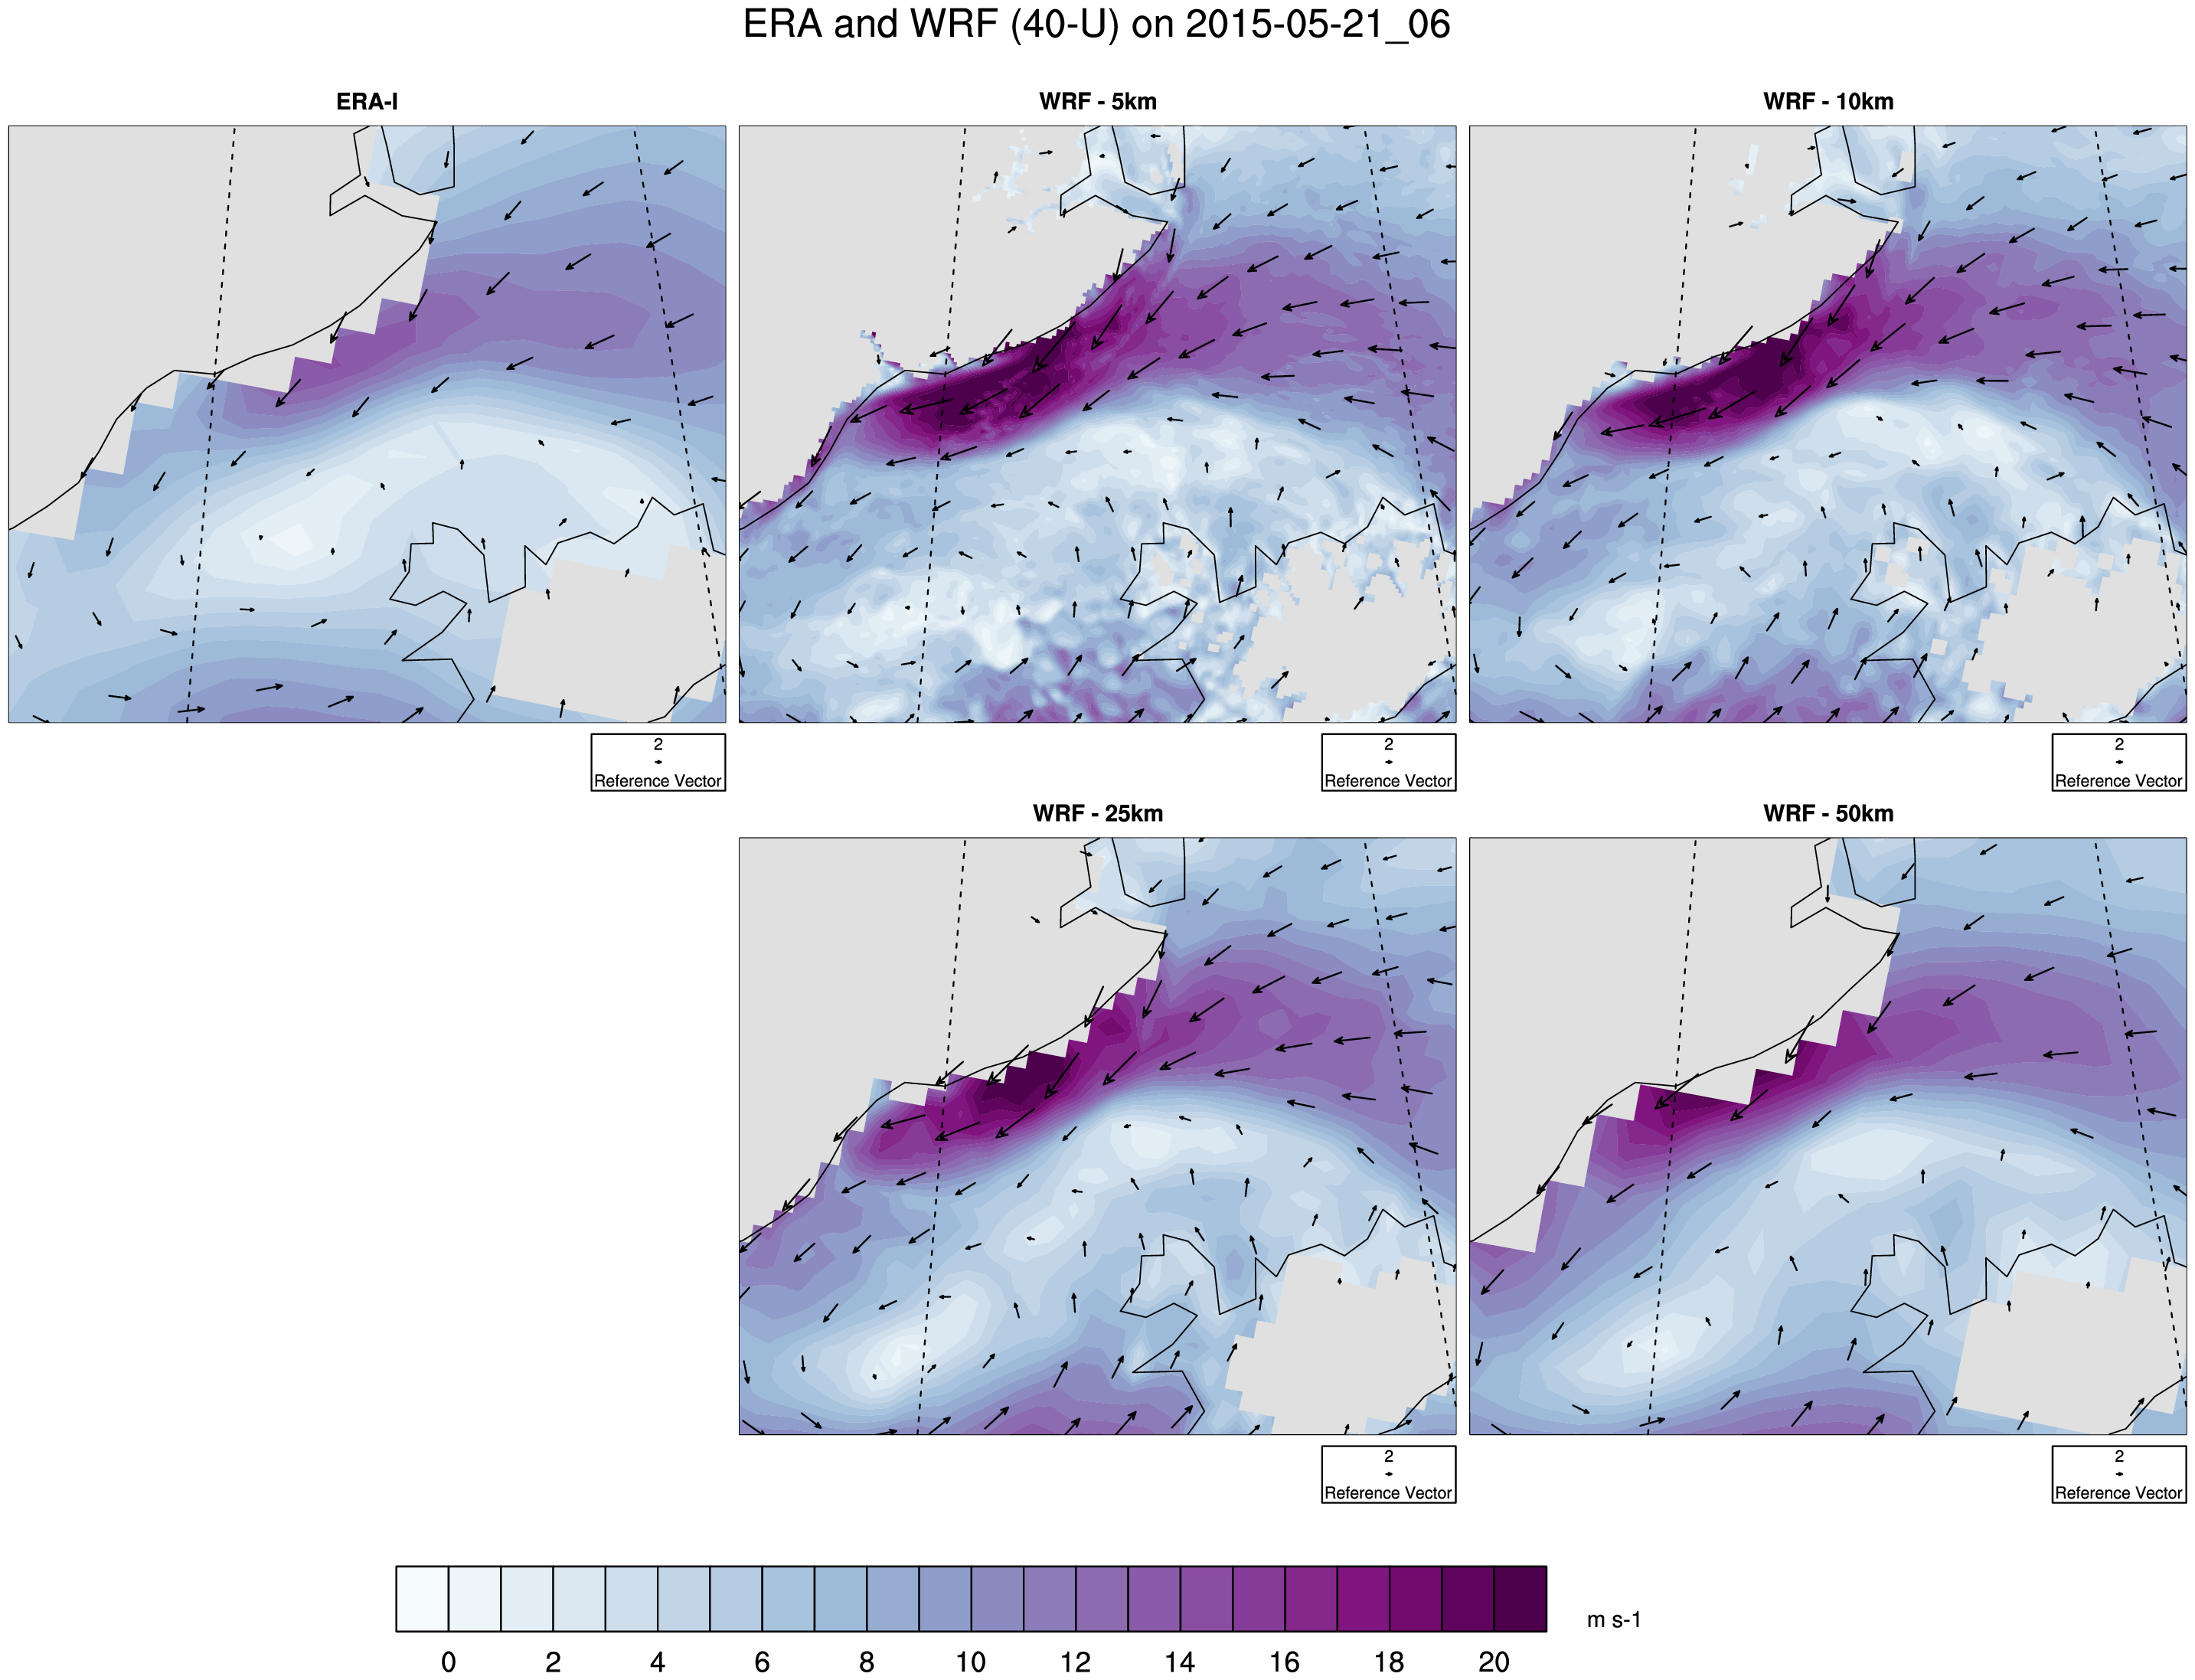 ERA and WRF (40-U) on 2015-05-21_06
ERA-I
WRF - 5km
WRF - 10km
2
Reference Vector
2
Reference Vector
2
Reference Vector
WRF - 25km
WRF - 50km
2
Reference Vector
2
Reference Vector
m s-1
0 2 4 6 8 10 12 14 16 18 20